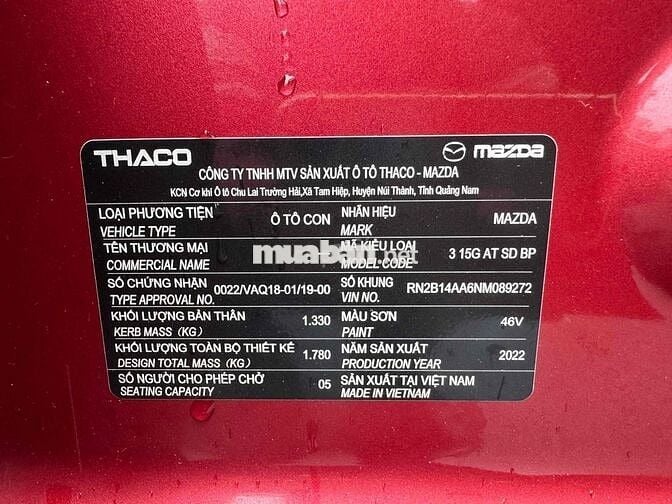 THACO mazda
CÔNG TY TNHH MTV SẢN XUẤT Ô TÔ THACO - MAZDA
KCN Cơ khí Ô tô Chu Lai Trường Hải, Xã Tam Hiệp, Huyện Núi Thành, Tỉnh Quảng Nam
LOẠI PHƯƠNG TIỆN Ô TÔ CON NHÃN HIỆU MAZDA
VEHICLE TYPE MARK
TÊN THƯƠNG MẠI MÃ KIỂU LOẠI 3 15G AT SD BP
COMMERCIAL NAME MODEL CODE
muaban.net
SỐ CHỨNG NHẬN 0022/VAQ18-01/19-00 SỐ KHUNG RN2B14AA6NM089272
TYPE APPROVAL NO. VIN NO.
KHỐI LƯỢNG BẢN THÂN 1.330 MÀU SƠN 46V
KERB MASS (KG) PAINT
KHỐI LƯỢNG TOÀN BỘ THIẾT KẾ 1.780 NĂM SẢN XUẤT 2022
DESIGN TOTAL MASS (KG) PRODUCTION YEAR
SỐ NGƯỜI CHO PHÉP CHỞ 05 SẢN XUẤT TẠI VIỆT NAM
SEATING CAPACITY MADE IN VIETNAM